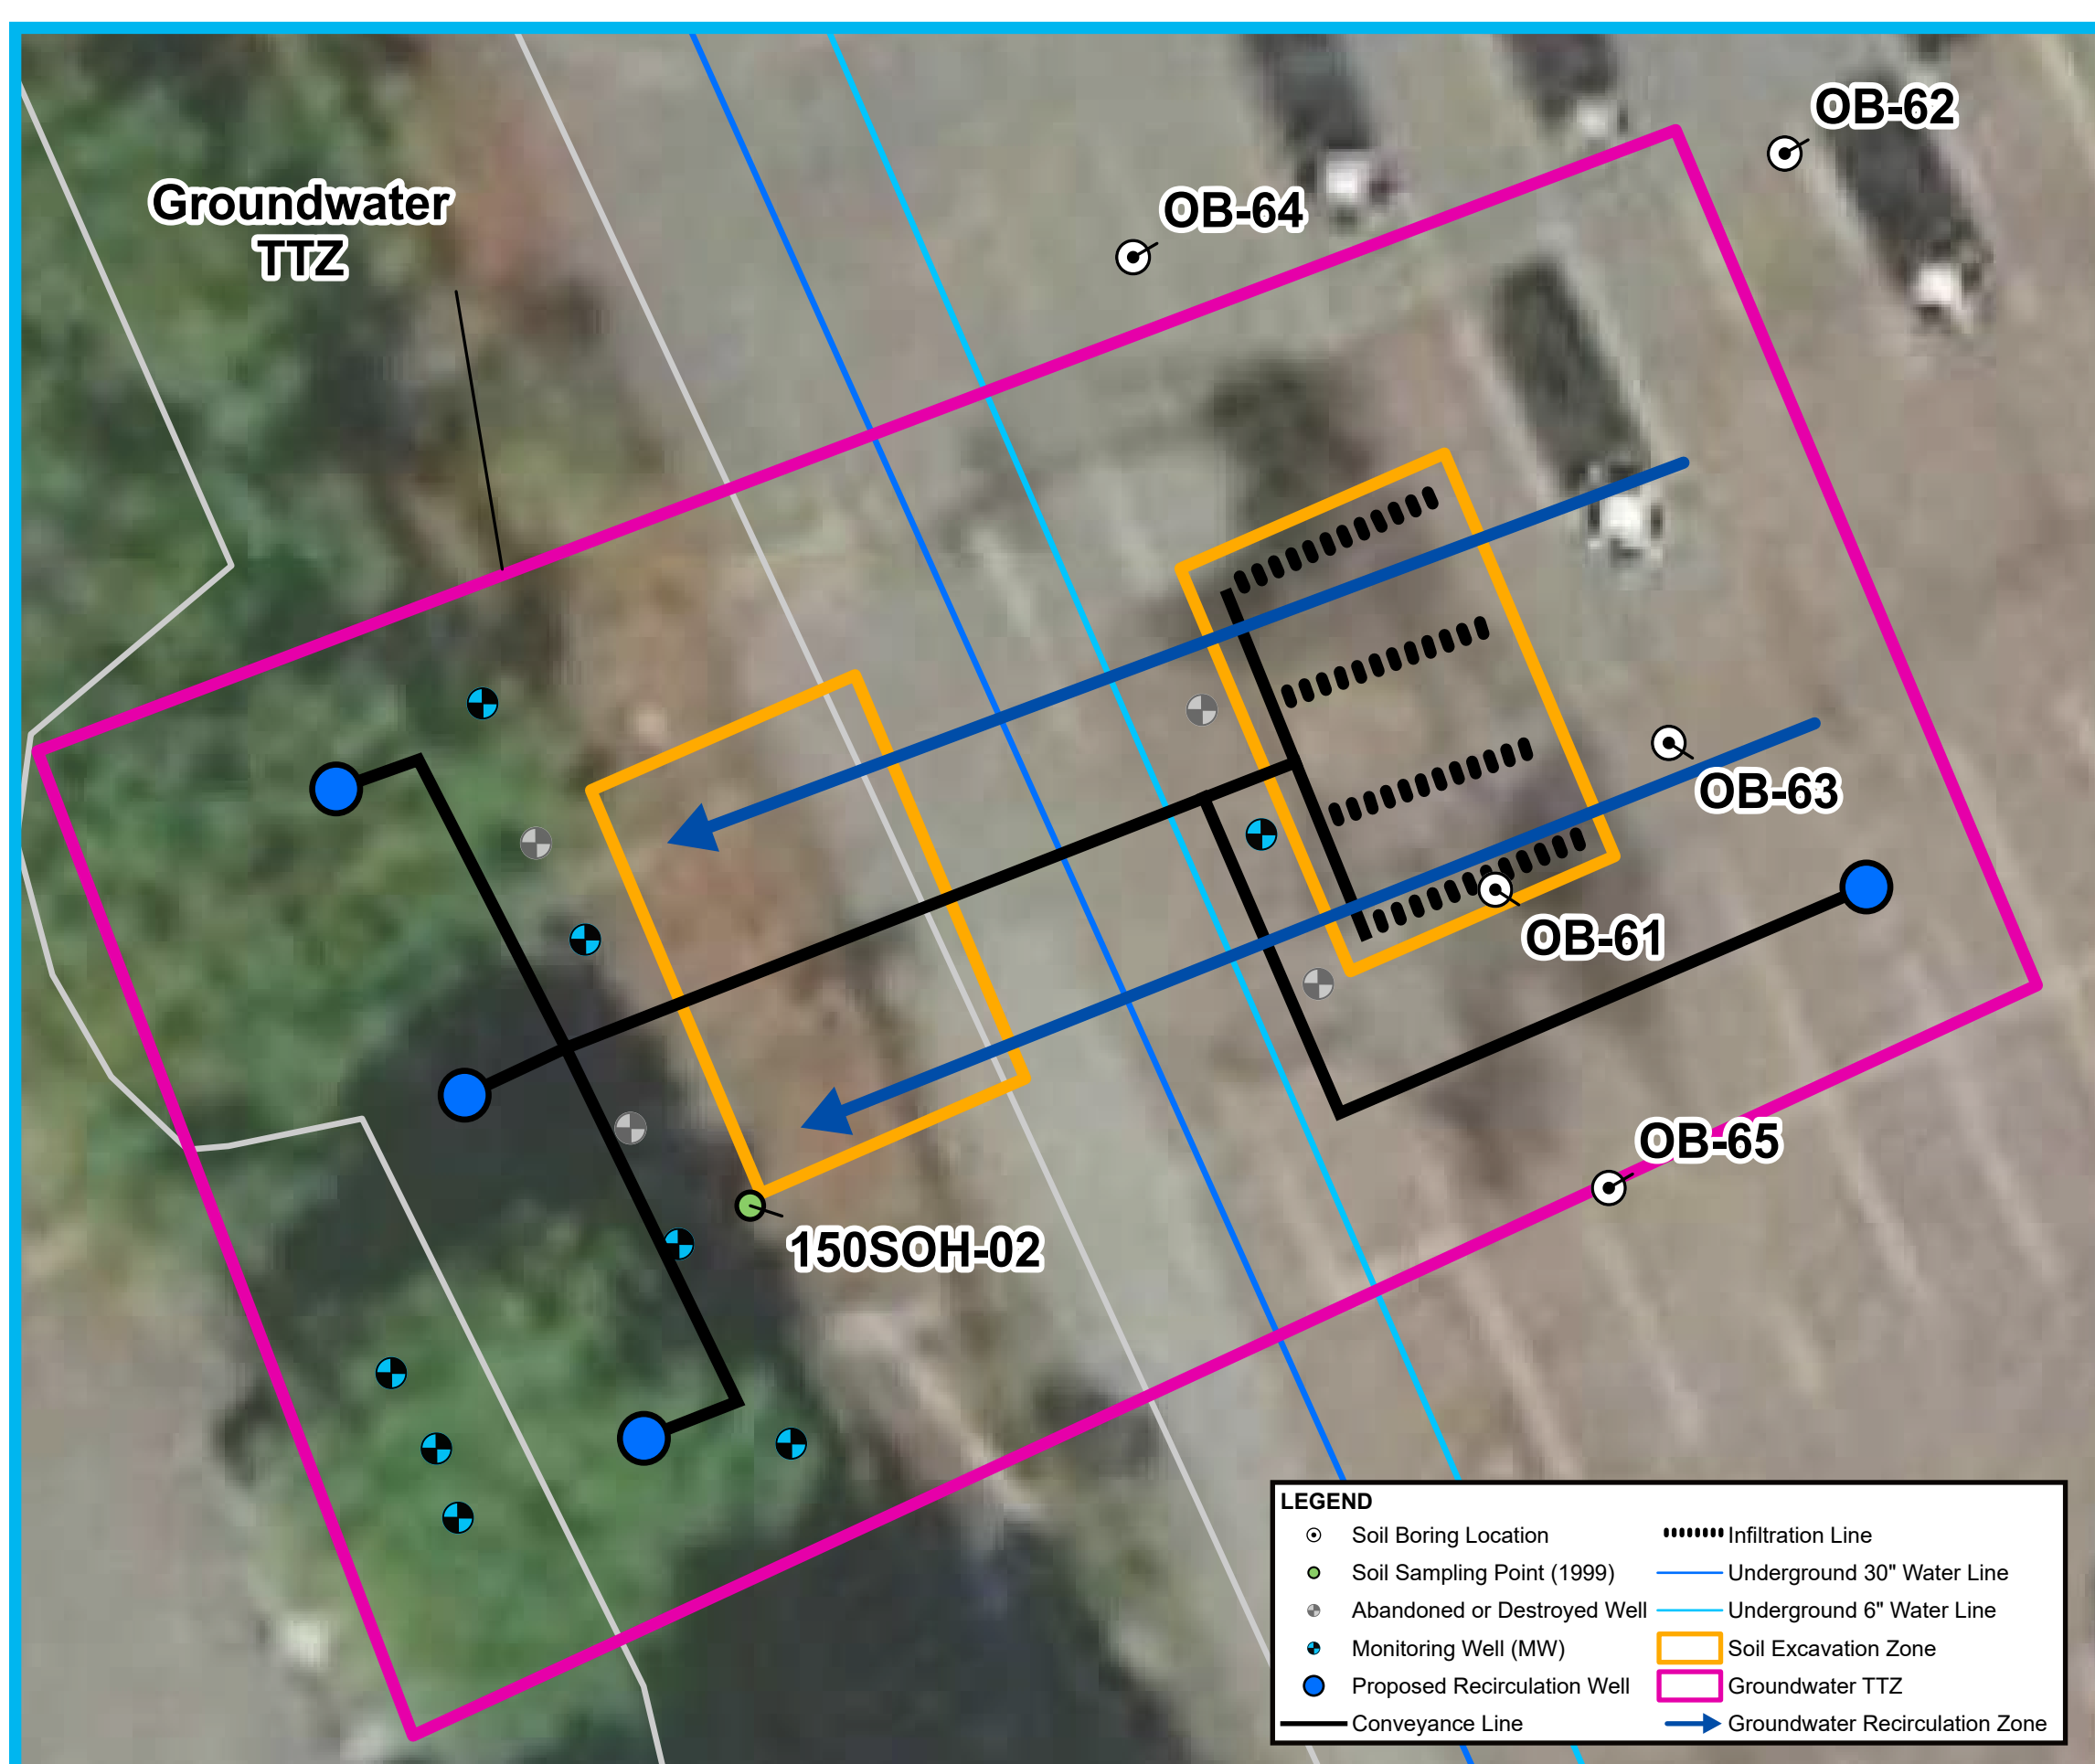 OB-62
Groundwater
TTZ
OB-64
OB-63
OB-61
OB-65
150SOH-02
LEGEND
Soil Boring Location
Soil Sampling Point (1999)
Abandoned or Destroyed Well
Monitoring Well (MW)
Proposed Recirculation Well
Conveyance Line
Infiltration Line
Underground 30" Water Line
Underground 6" Water Line
Soil Excavation Zone
Groundwater TTZ
Groundwater Recirculation Zone